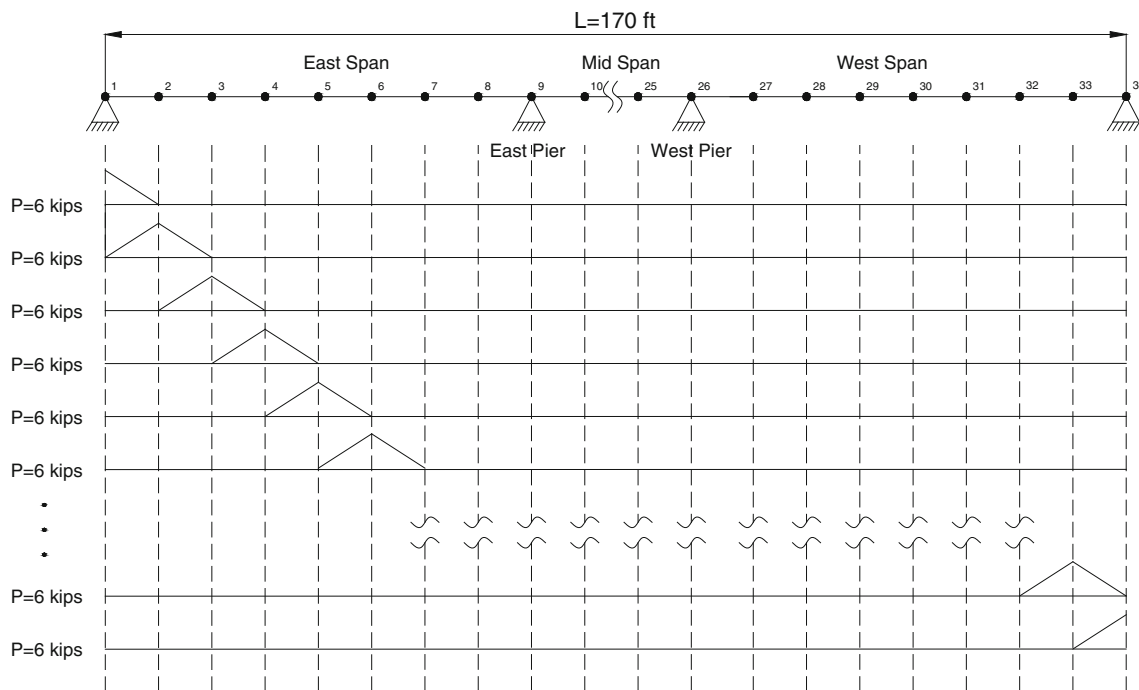 L=170 ft
East Span Mid Span West Span
1 2 3 4 5 6 7 8 9 10 25 26 27 28 29 30 31 32 33 3
East Pier West Pier
P=6 kips
P=6 kips
P=6 kips
P=6 kips
P=6 kips
P=6 kips
P=6 kips
P=6 kips